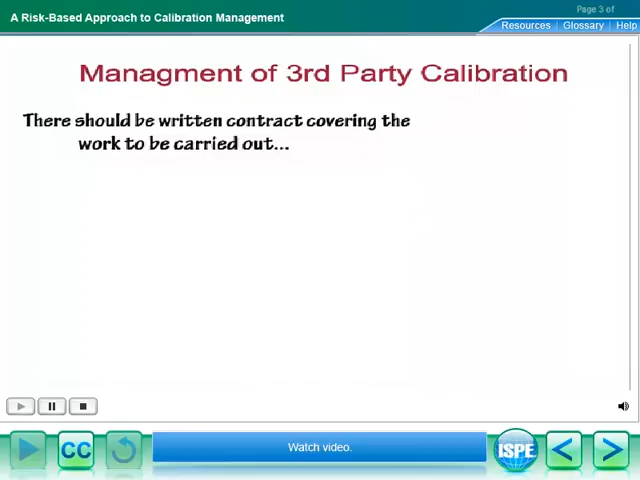 A Risk-Based Approach to Calibration Management
Page 3 of
Resources Glossary Help
Managment of 3rd Party Calibration
There should be written contract covering the
work to be carried out...
CC
Watch video.
ISPE